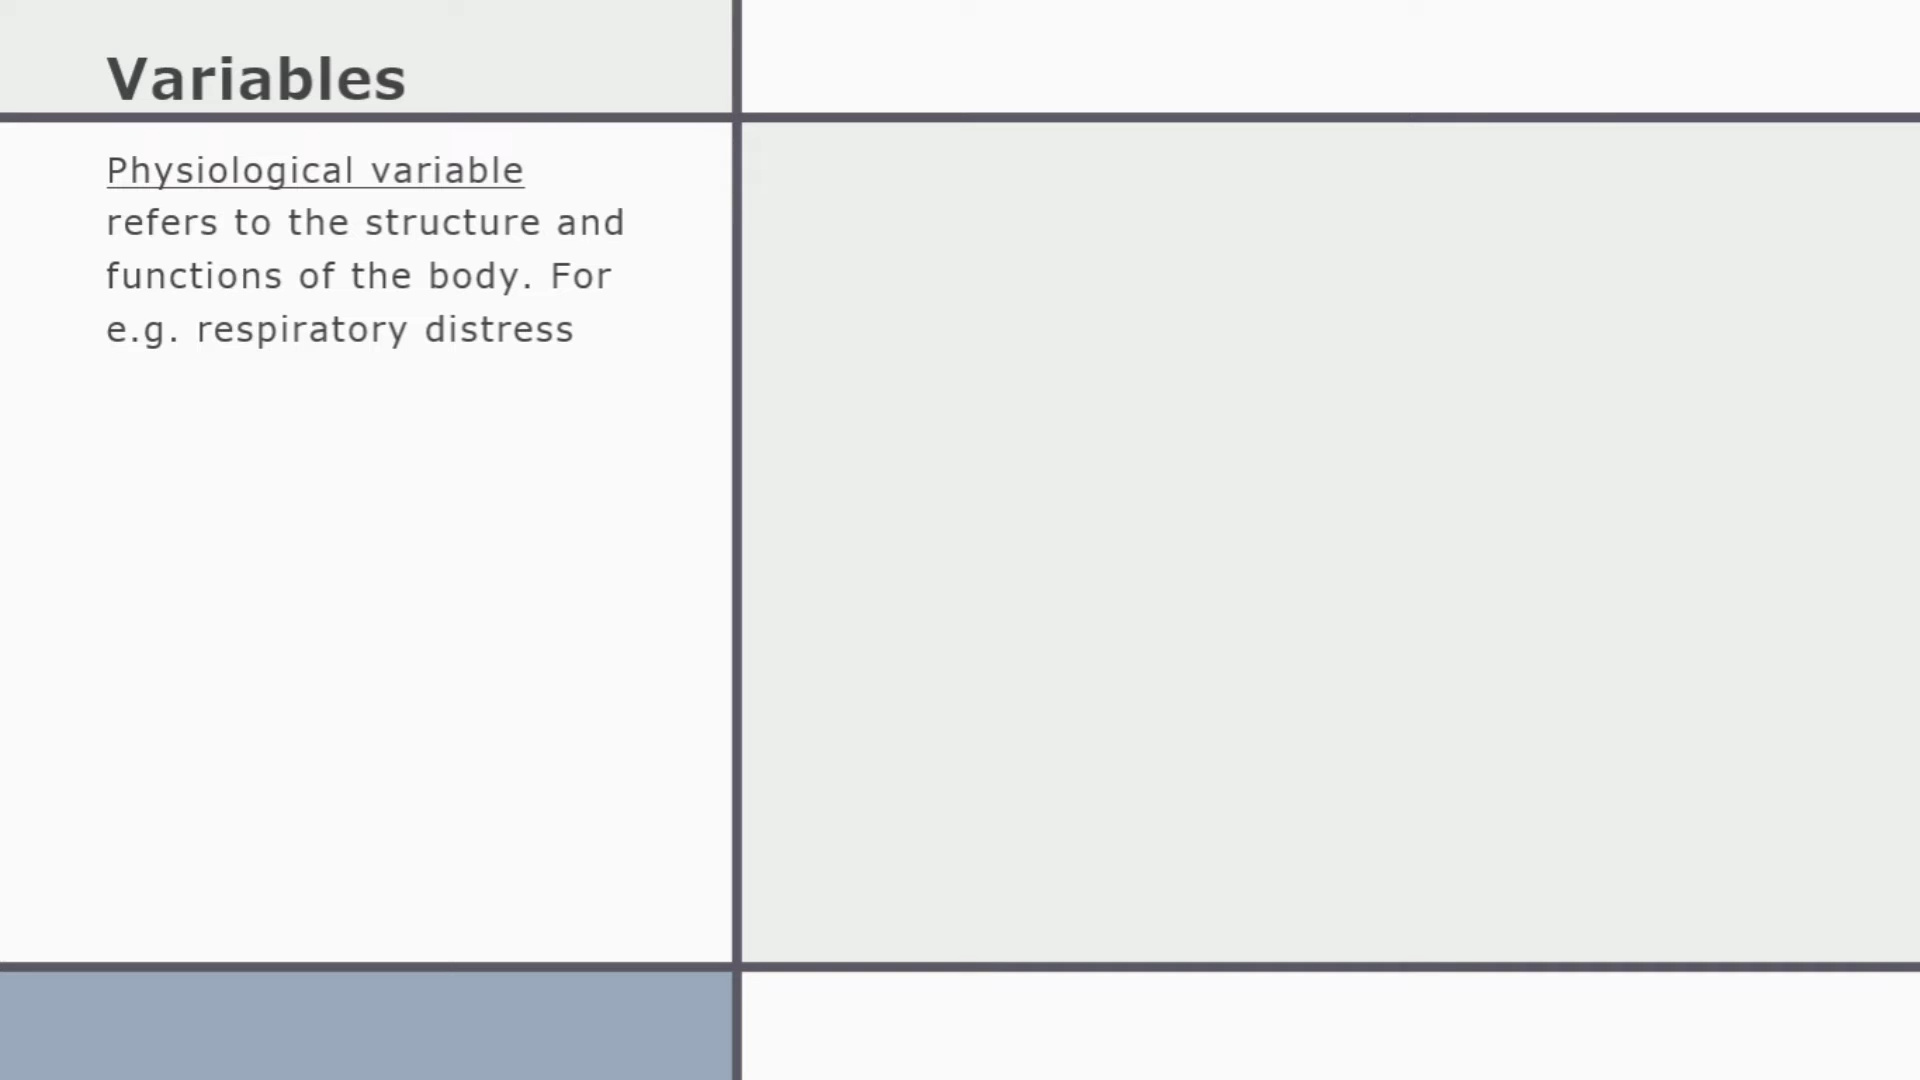 Variables
Physiological variable
refers to the structure and
functions of the body. For
e.g. respiratory distress